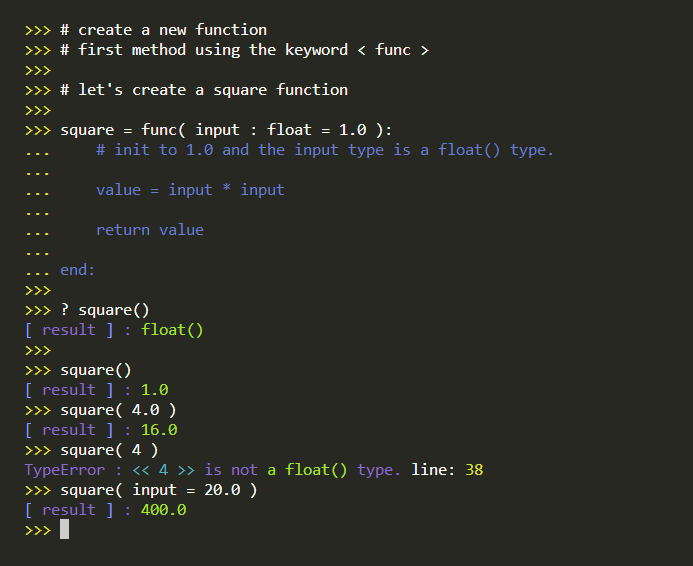 >>> # create a new function
>>> # first method using the keyword < func >
>>>
>>> # let's create a square function
>>>
>>> square = func( input : float = 1.0 ):
...     # init to 1.0 and the input type is a float() type.
...
...     value = input * input
...
...     return value
...
... end:
>>>
>>> ? square()
[ result ] : float()
>>>
>>> square()
[ result ] : 1.0
>>> square( 4.0 )
[ result ] : 16.0
>>> square( 4 )
TypeError : << 4 >> is not a float() type. line: 38
>>> square( input = 20.0 )
[ result ] : 400.0
>>>